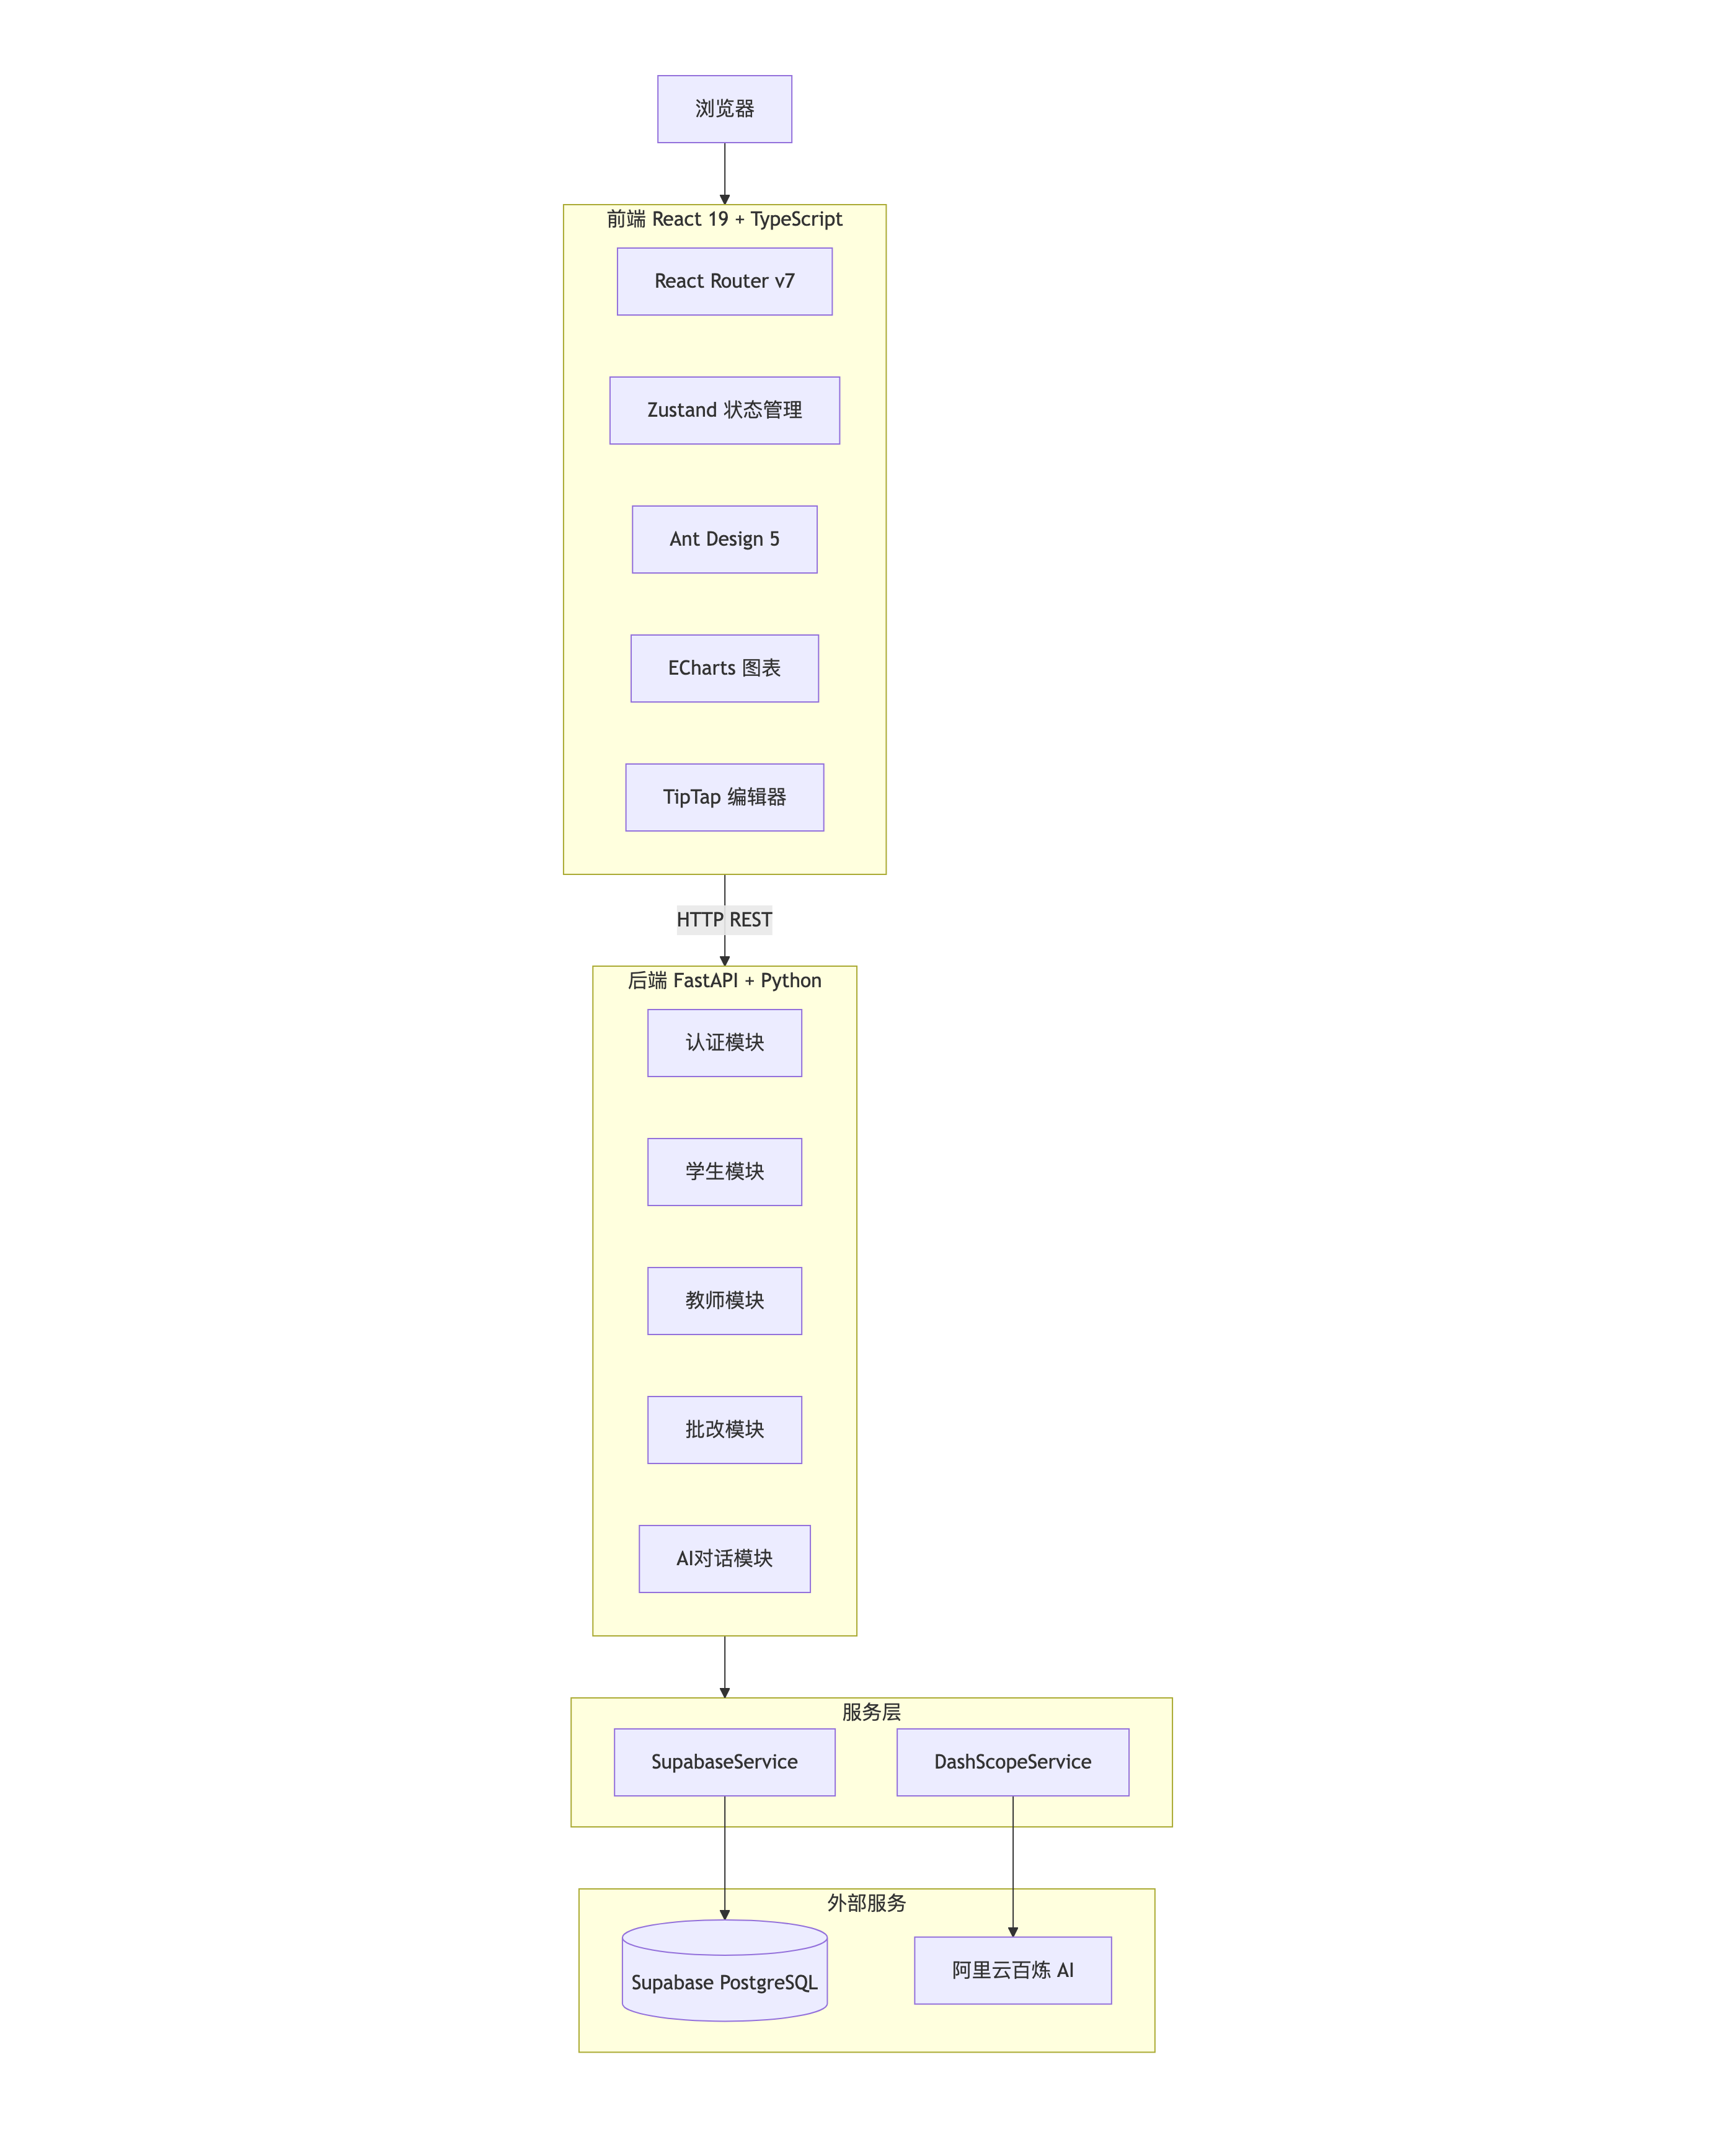 浏览器
前端 React 19 + TypeScript
React Router v7
Zustand 状态管理
Ant Design 5
ECharts 图表
TipTap 编辑器
HTTP REST
后端 FastAPI + Python
认证模块
学生模块
教师模块
批改模块
AI对话模块
服务层
SupabaseService
DashScopeService
外部服务
Supabase PostgreSQL
阿里云百炼 AI